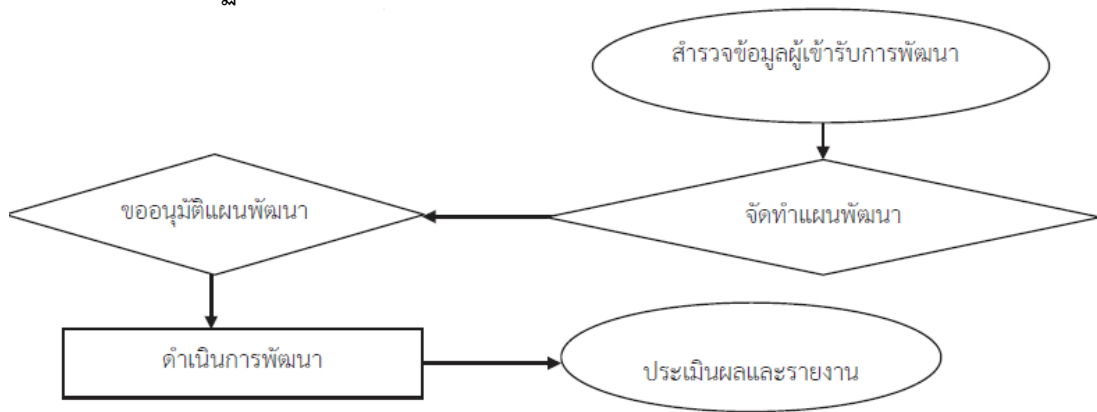 สำรวจข้อมูลผู้เข้ารับการพัฒนา
จัดทำแผนพัฒนา
ขออนุมัติแผนพัฒนา
ดำเนินการพัฒนา
ประเมินผลและรายงาน